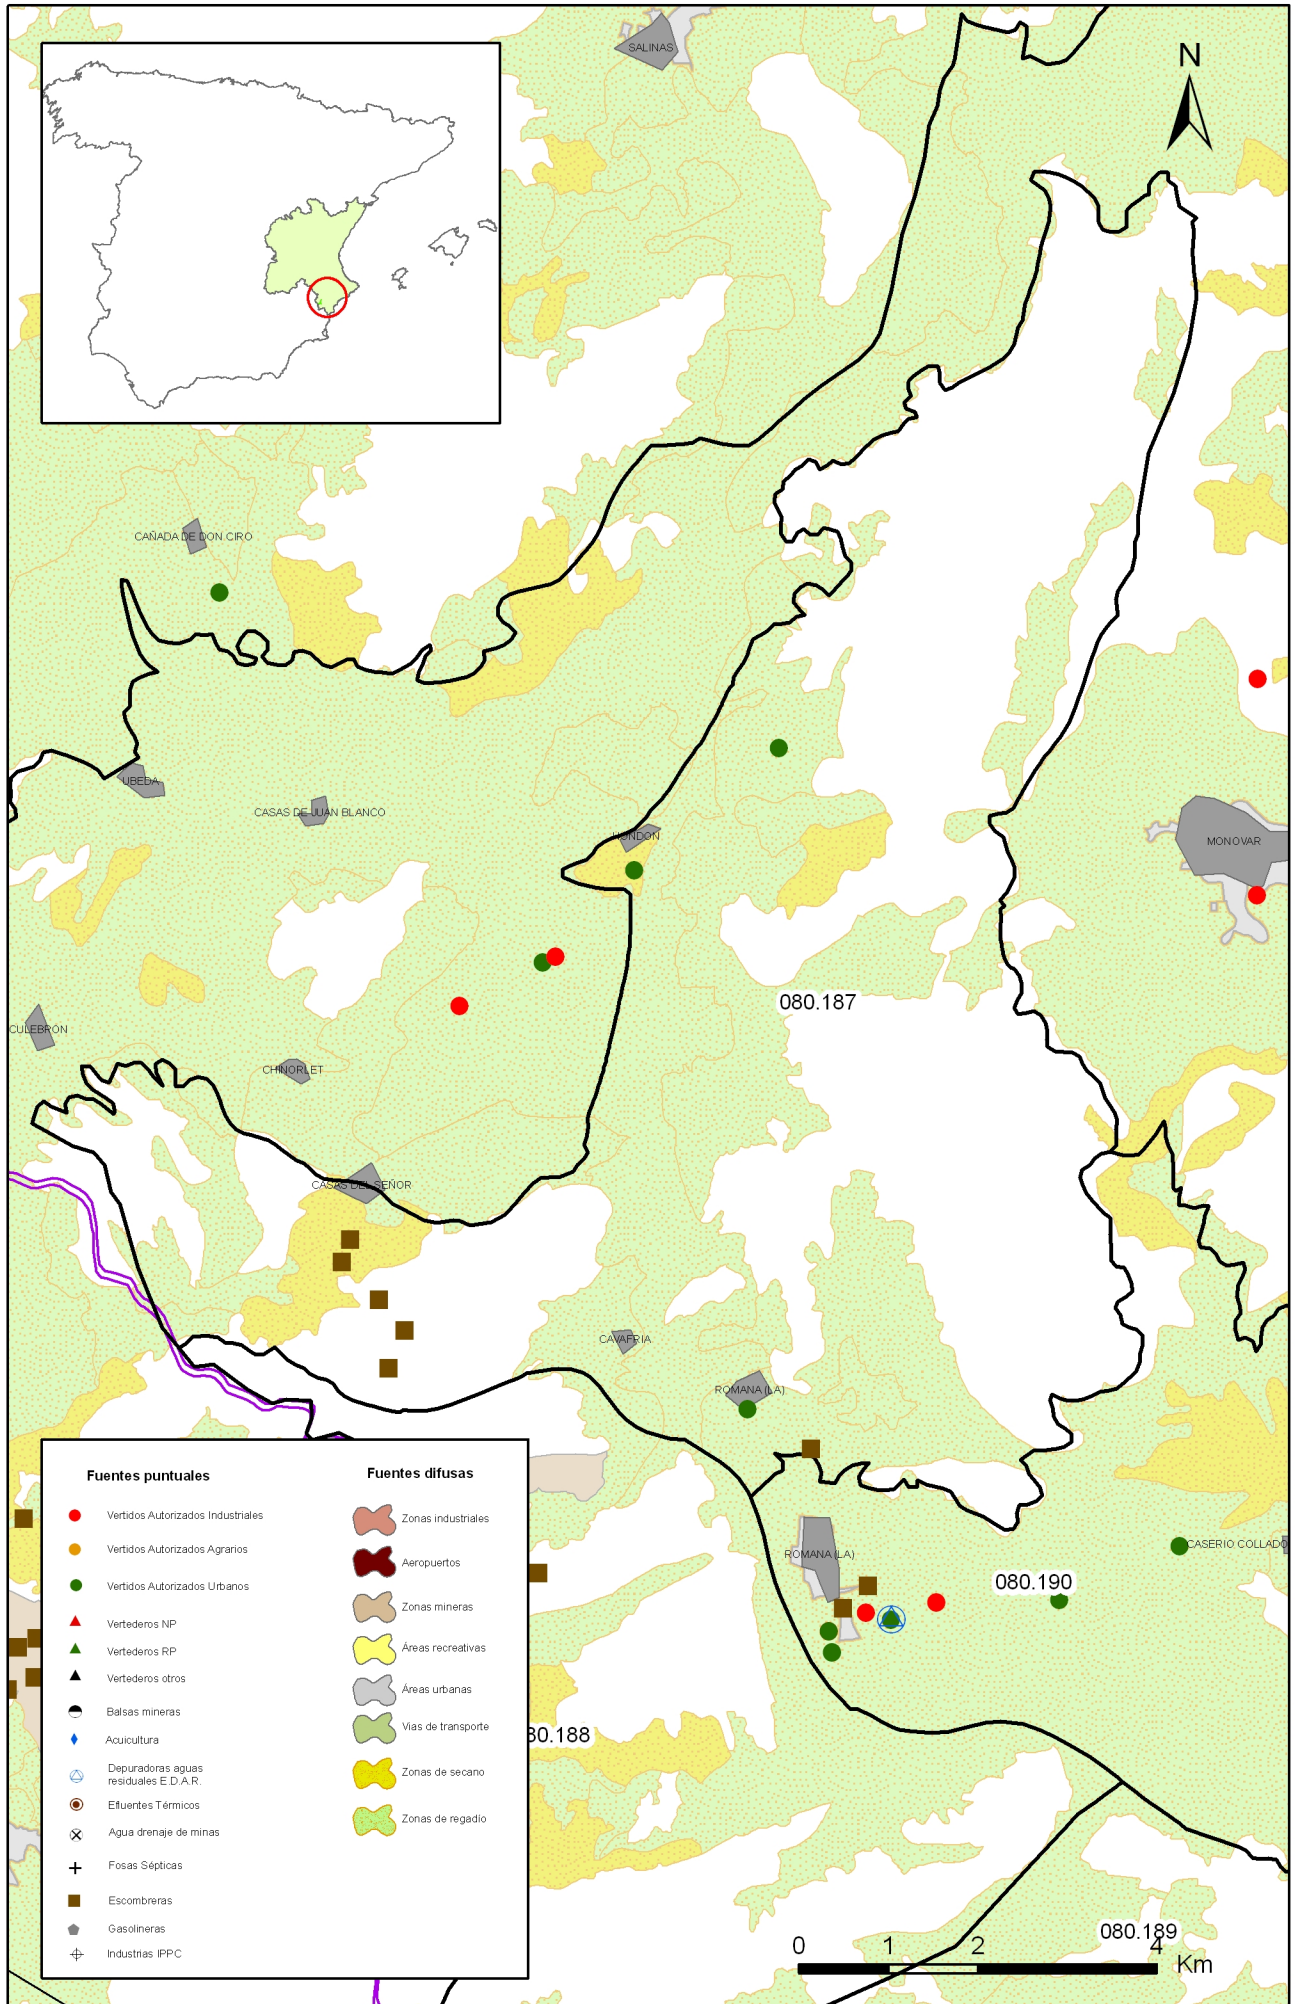 SALINAS
N
CAÑADA DE DON CIRO
UBEDA
CASAS DE JUAN BLANCO
HONDON
MONOVAR
080.187
CULEBRON
CHINORLET
CASAS DEL SEÑOR
CAVAFRIA
ROMANA (LA)
ROMANA (LA)
CASERIO COLLADO
080.190
80.188
080.189
0 1 2 4
Km
Fuentes puntuales
Vertidos Autorizados Industriales
Vertidos Autorizados Agrarios
Vertidos Autorizados Urbanos
Vertederos NP
Vertederos RP
Vertederos otros
Balsas mineras
Acuicultura
Depuradoras aguas
residuales E.D.A.R.
Efluentes Térmicos
Agua drenaje de minas
Fosas Sépticas
Escombreras
Gasolineras
Industrias IPPC
Fuentes difusas
Zonas industriales
Aeropuertos
Zonas mineras
Áreas recreativas
Áreas urbanas
Vias de transporte
Zonas de secano
Zonas de regadío